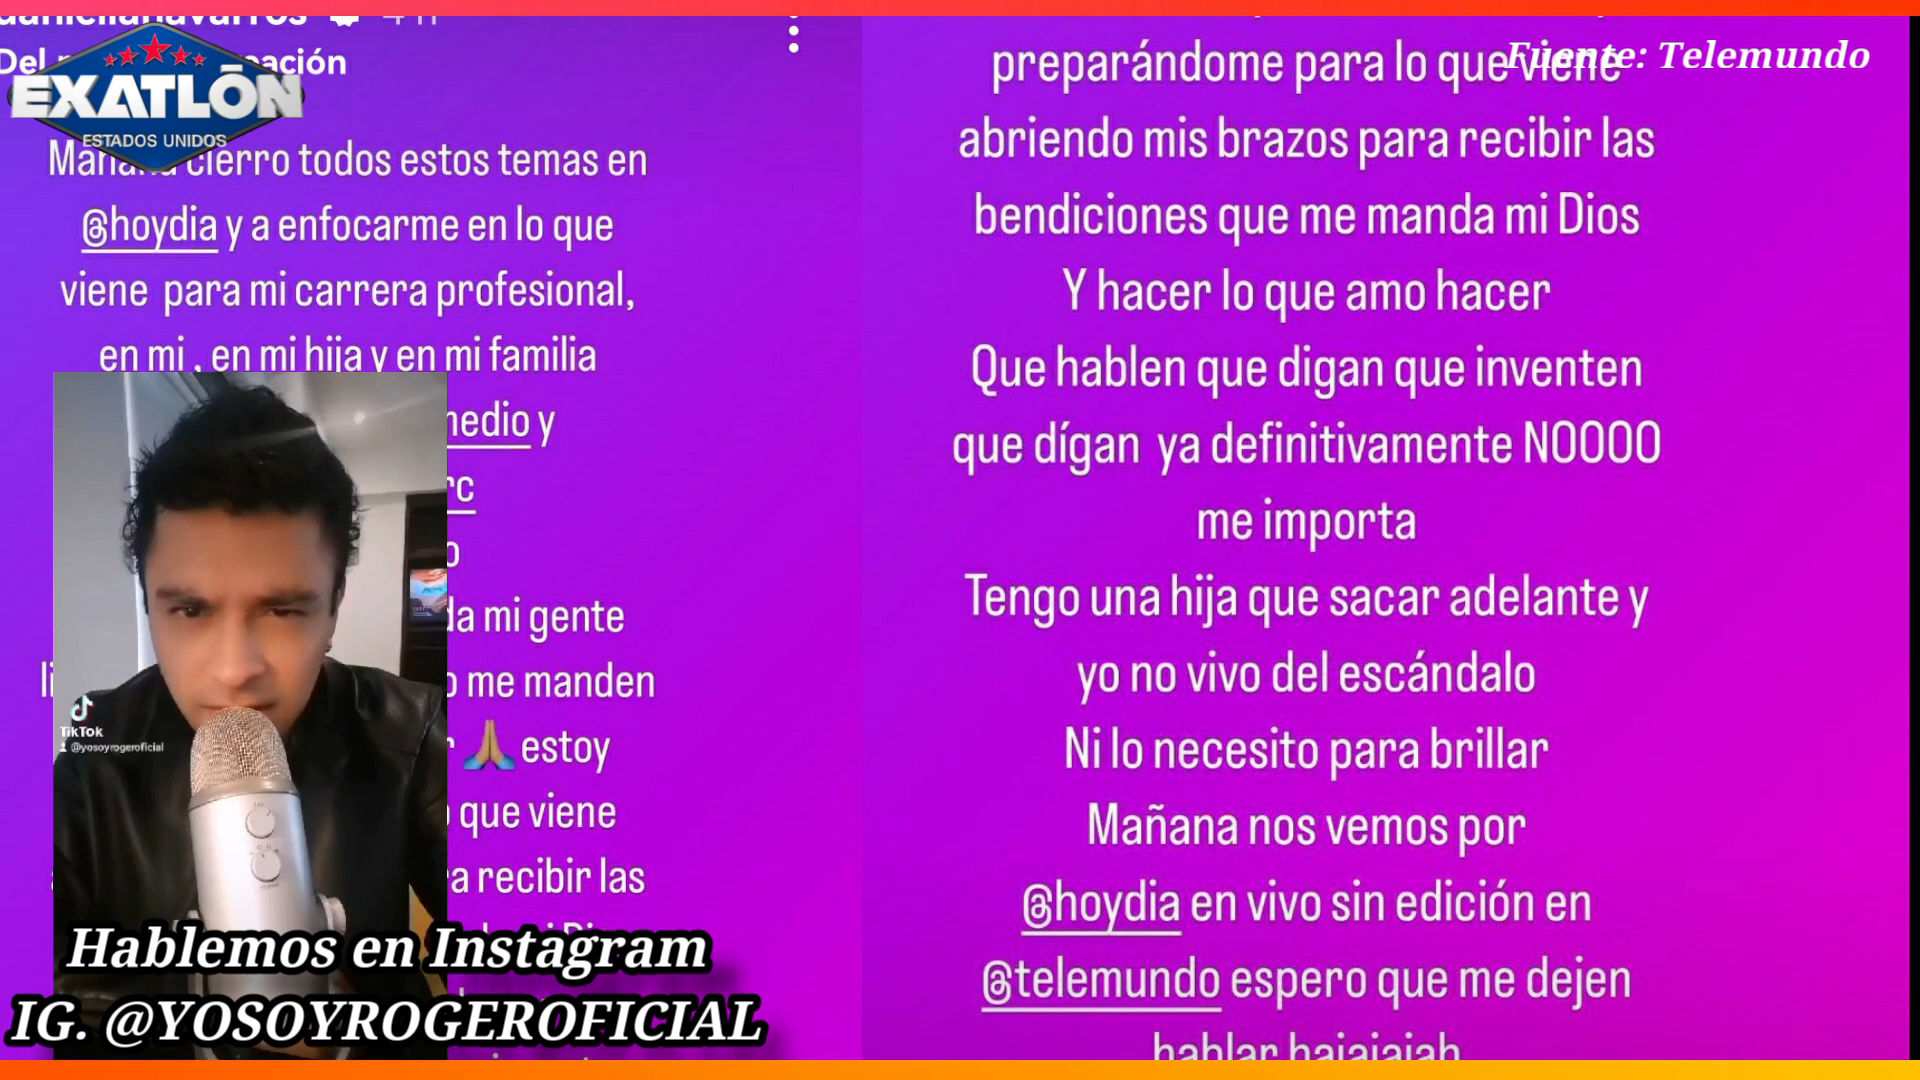 4 h
Del m
EXATLŌN
ESTADOS UNIDOS
Mañana cierro todos estos temas en
@hoydia y a enfocarme en lo que
viene para mi carrera profesional,
en mi , en mi hija y en mi familia
y
mi gente
me manden
🙏🏽 estoy
que viene
recibir las
TikTok
@yosoyrogeroficial
Hablemos en Instagram
IG. @YOSOYROGEROFICIAL
Fuente: Telemundo
preparándome para lo que viene
abriendo mis brazos para recibir las
bendiciones que me manda mi Dios
Y hacer lo que amo hacer
Que hablen que digan que inventen
que dígan ya definitivamente NOOOO
me importa
Tengo una hija que sacar adelante y
yo no vivo del escándalo
Ni lo necesito para brillar
Mañana nos vemos por
@hoydia en vivo sin edición en
@telemundo espero que me dejen
hablar hajajajah